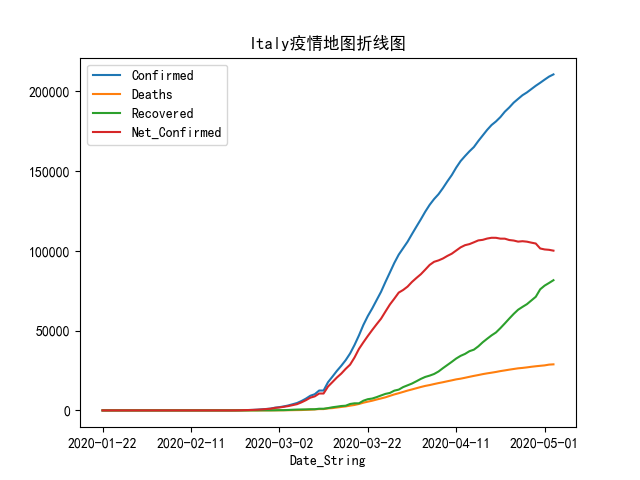 Italy疫情地图折线图
Confirmed
Deaths
Recovered
Net_Confirmed
200000
150000
100000
50000
0
2020-01-22 2020-02-11 2020-03-02 2020-03-22 2020-04-11 2020-05-01
Date_String